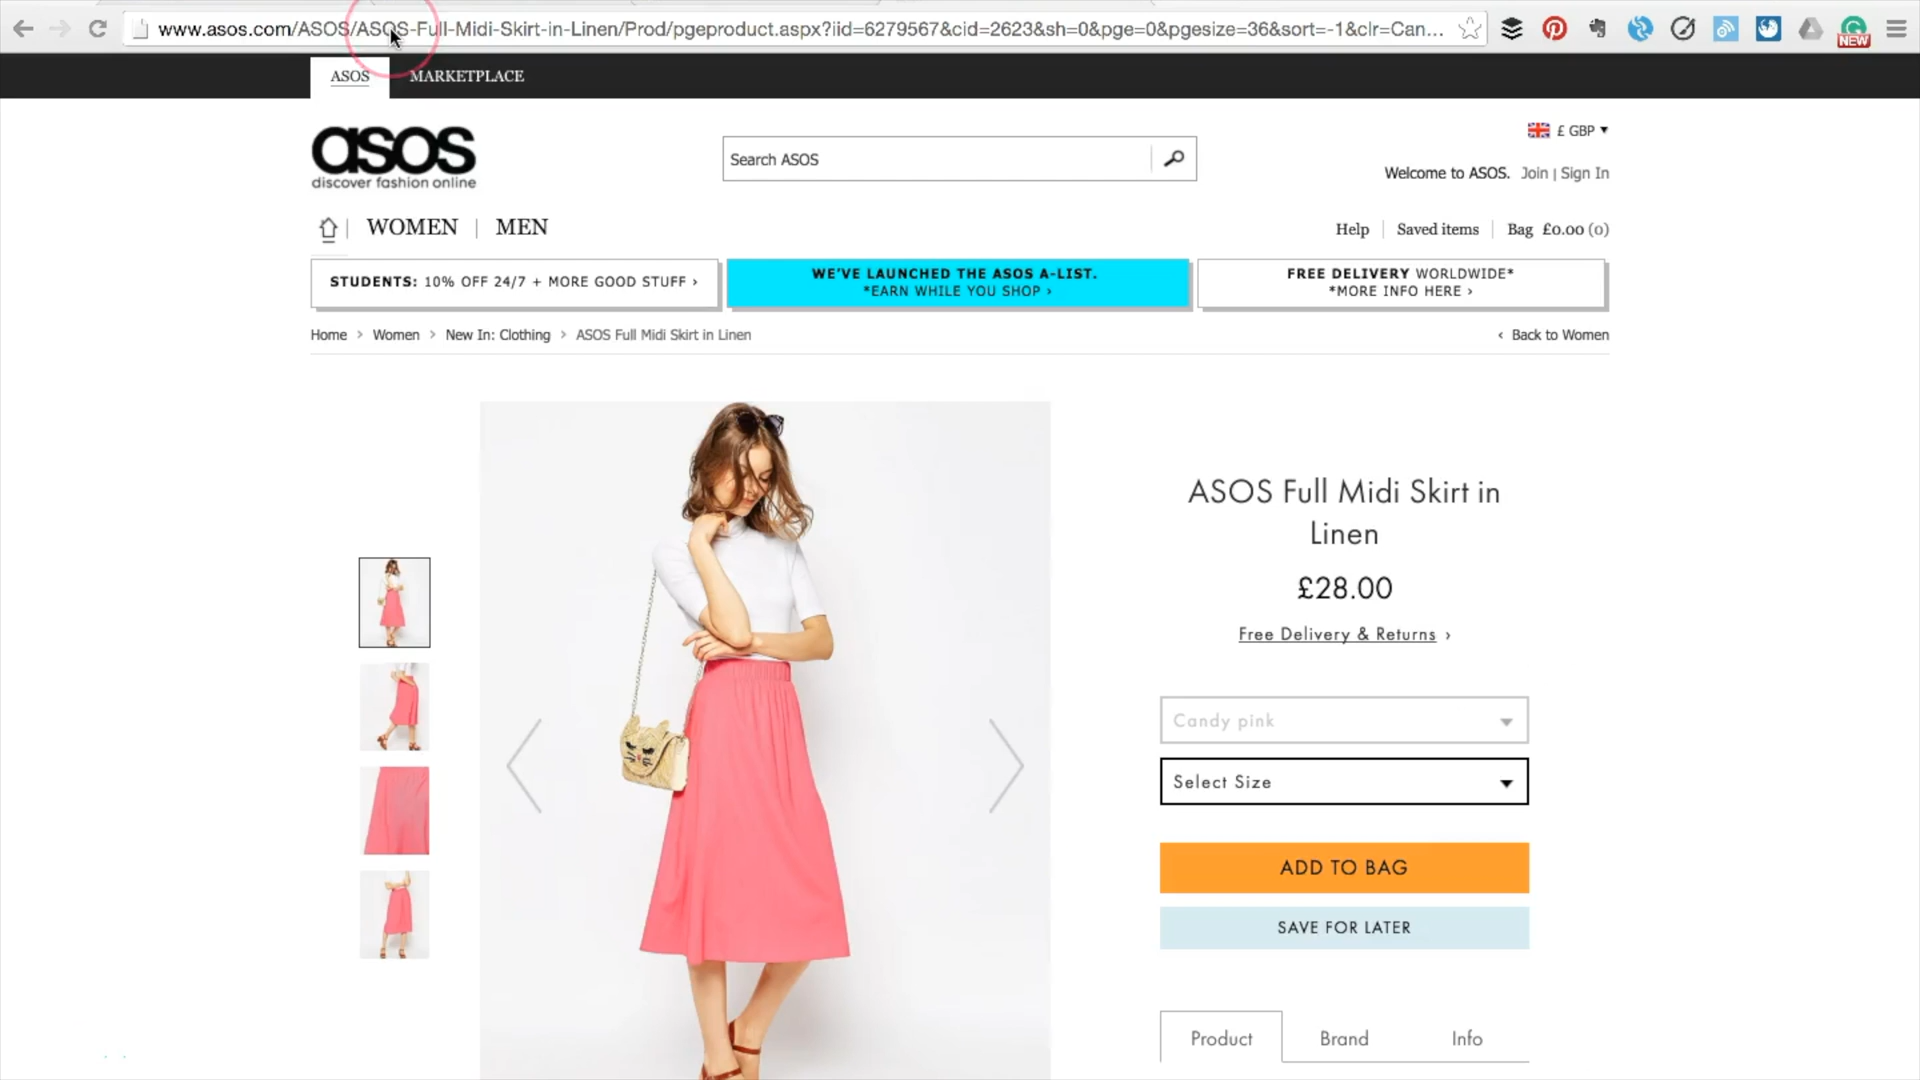 www.asos.com/ASOS/ASOS-Full-Midi-Skirt-in-Linen/Prod/pgeproduct.aspx?iid=6279567&cid=2623&sh=0&pge=0&pgesize=36&sort=-1&clr=Can...
NEW
ASOS
MARKETPLACE
asos
discover fashion online
Search ASOS
£ GBP
Welcome to ASOS. Join | Sign In
WOMEN | MEN
Help
Saved items
Bag £0.00 (0)
STUDENTS: 10% OFF 24/7 + MORE GOOD STUFF ›
WE'VE LAUNCHED THE ASOS A-LIST.
*EARN WHILE YOU SHOP ›
FREE DELIVERY WORLDWIDE*
*MORE INFO HERE ›
Home › Women › New In: Clothing › ASOS Full Midi Skirt in Linen
‹ Back to Women
ASOS Full Midi Skirt in
Linen
£28.00
Free Delivery & Returns ›
Candy pink
Select Size
ADD TO BAG
SAVE FOR LATER
Product
Brand
Info